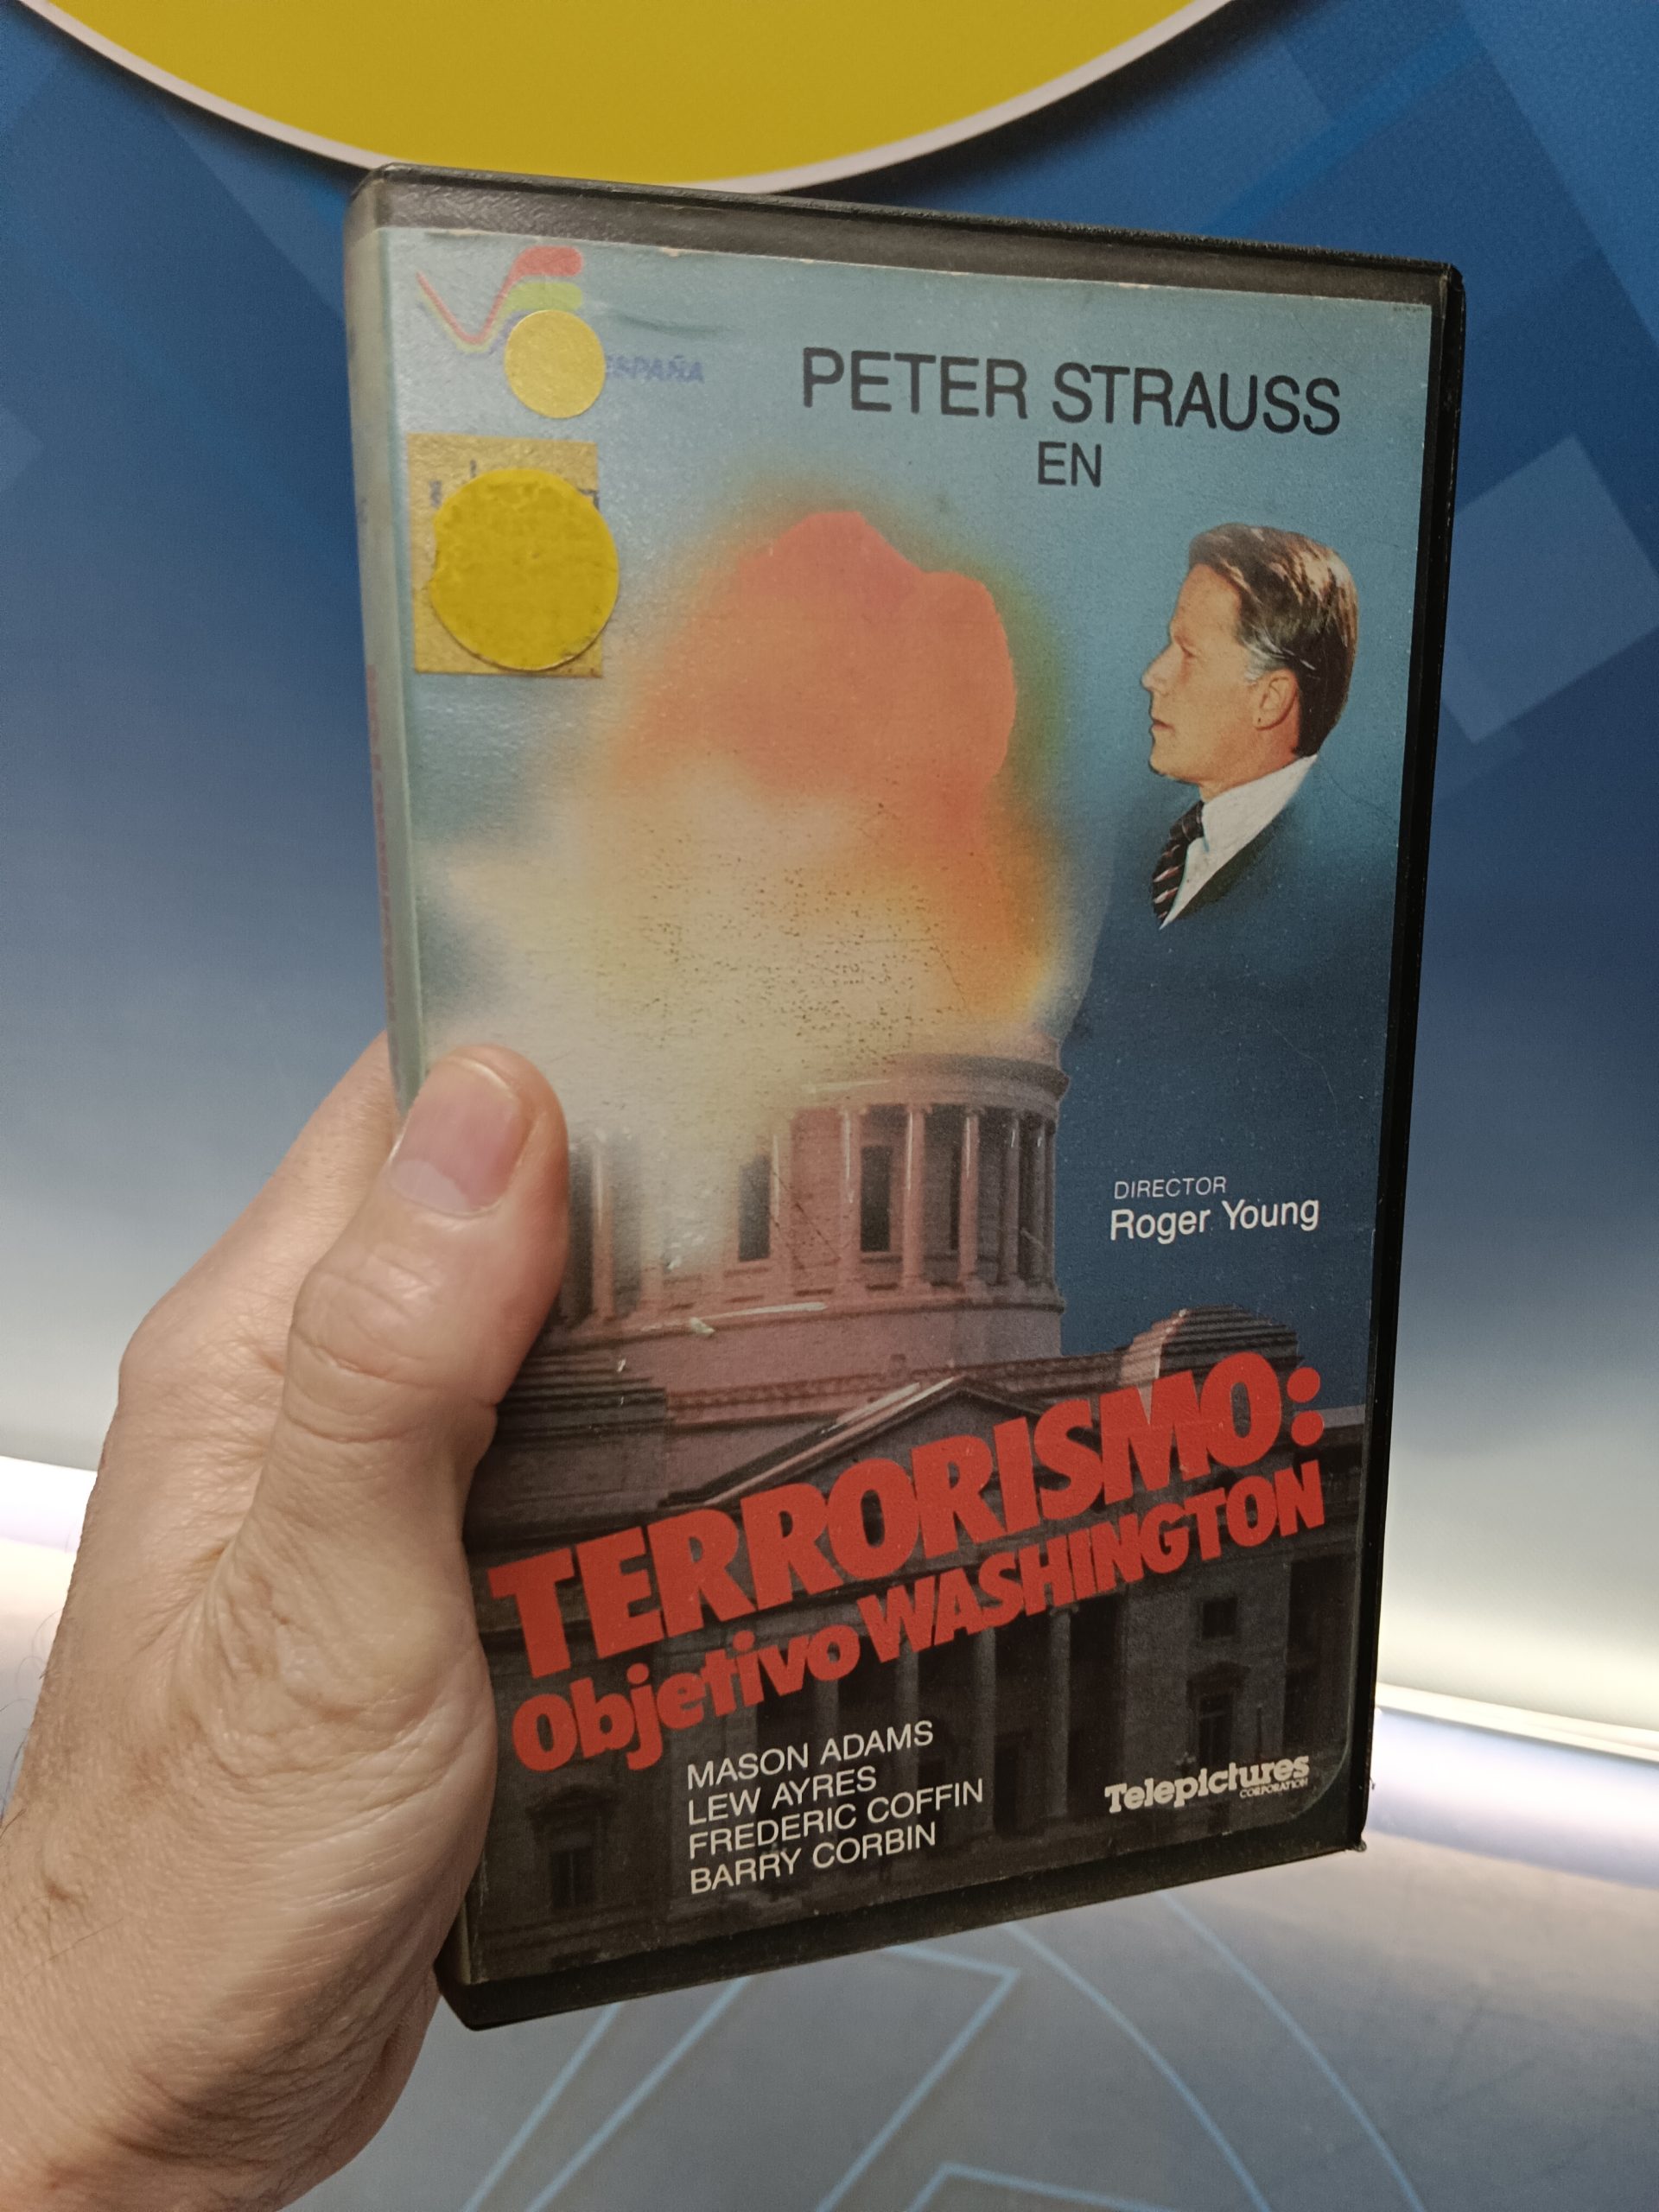 ESPAÑA
PETER STRAUSS
EN
DIRECTOR
Roger Young
TERRORISMO:
Objetivo WASHINGTON
MASON ADAMS
LEW AYRES
FREDERIC COFFIN
BARRY CORBIN
Telepictures
CORPORATION